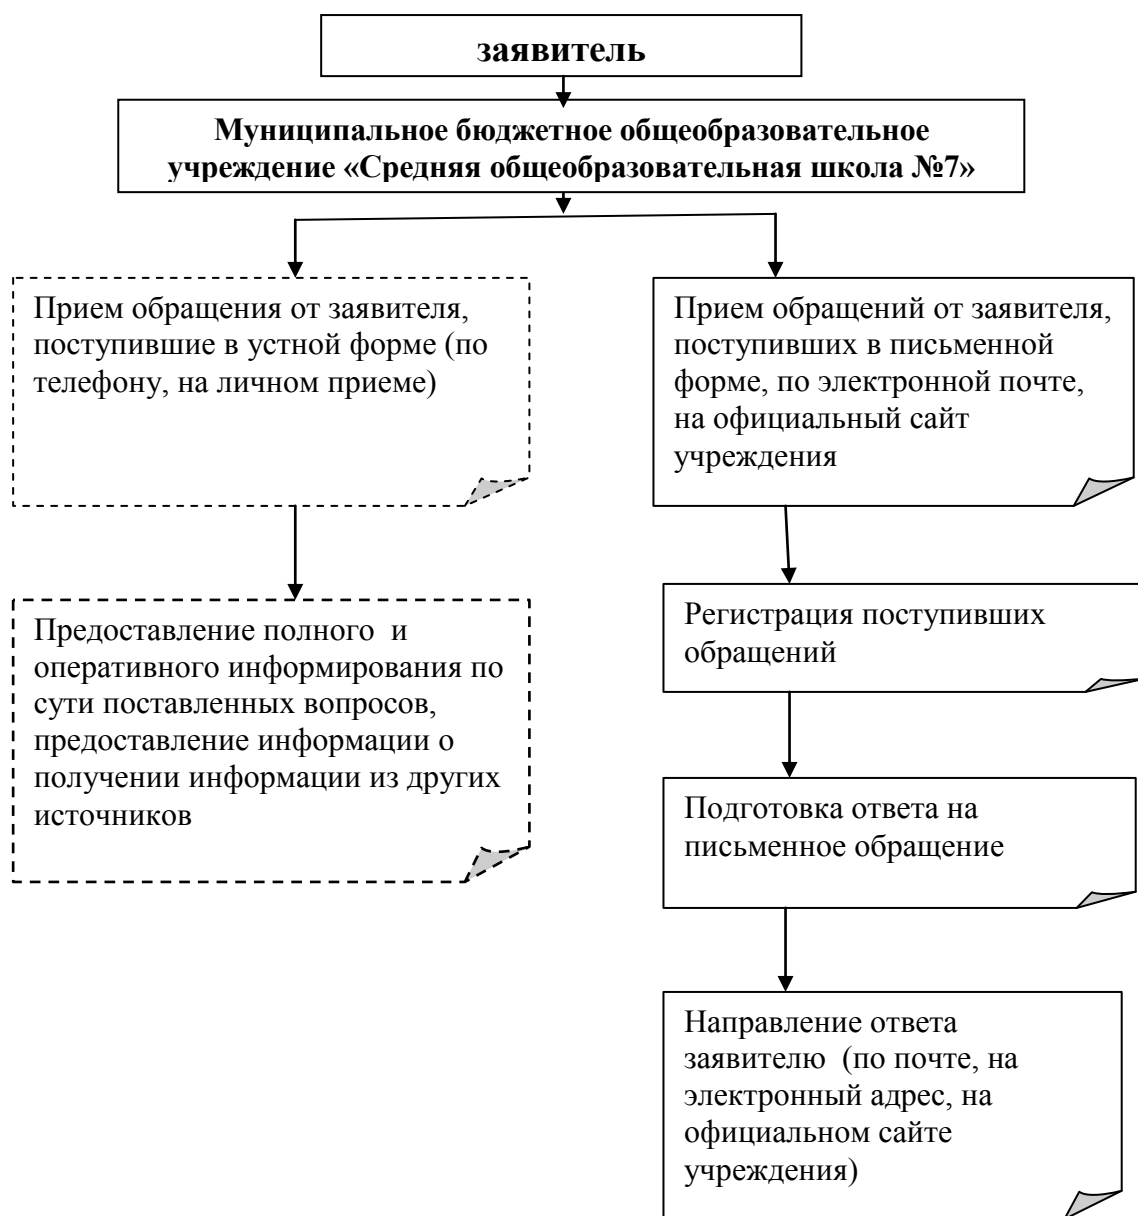 заявитель
Муниципальное бюджетное общеобразовательное
учреждение «Средняя общеобразовательная школа №7»
Прием обращения от заявителя,
поступившие в устной форме (по
телефону, на личном приеме)
Прием обращений от заявителя,
поступивших в письменной
форме, по электронной почте,
на официальный сайт
учреждения
Предоставление полного и
оперативного информирования по
сути поставленных вопросов,
предоставление информации о
получении информации из других
источников
Регистрация поступивших
обращений
Подготовка ответа на
письменное обращение
Направление ответа
заявителю (по почте, на
электронный адрес, на
официальном сайте
учреждения)